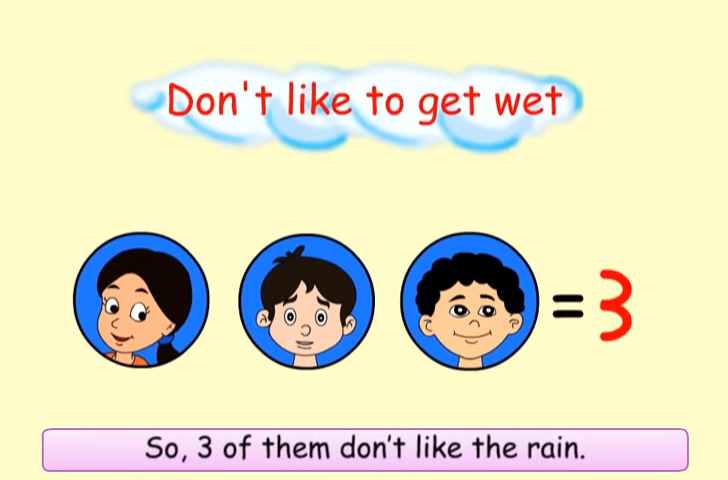 Don't like to get wet
= 3
So, 3 of them don't like the rain.